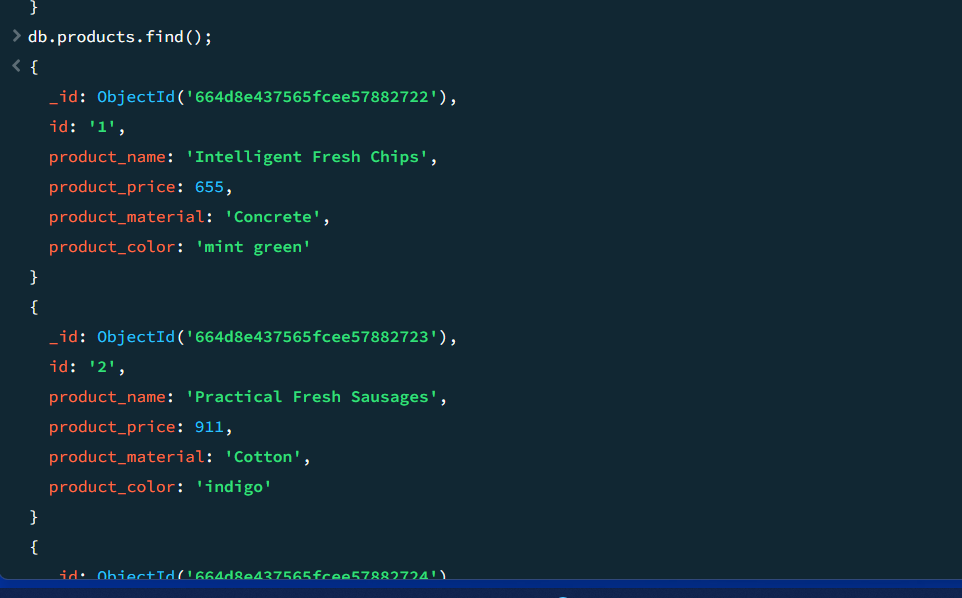 }
> db.products.find();
< {
_id: ObjectId('664d8e437565fcee57882722'),
id: '1',
product_name: 'Intelligent Fresh Chips',
product_price: 655,
product_material: 'Concrete',
product_color: 'mint green'
}
{
_id: ObjectId('664d8e437565fcee57882723'),
id: '2',
product_name: 'Practical Fresh Sausages',
product_price: 911,
product_material: 'Cotton',
product_color: 'indigo'
}
{
_id: ObjectId('664d8e437565fcee57882724'),